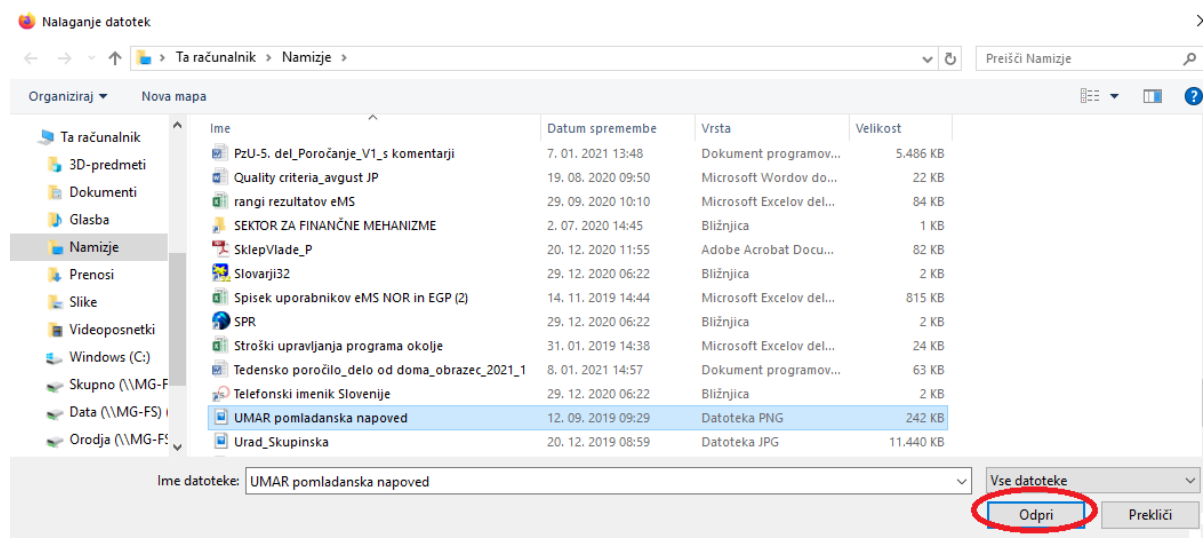 Nalaganje datotek
Ta računalnik > Namizje >
Preišči Namizje
Organiziraj
Nova mapa
Ta računalnik
3D-predmeti
Dokumenti
Glasba
Namizje
Prenosi
Slike
Videoposnetki
Windows (C:)
Skupno (\\MG-F
Data (\\MG-FS) (
Orodja (\\MG-FS
Ime Datum spremembe Vrsta Velikost
PzU-5. del_Poročanje_V1_s komentarji 7. 01. 2021 13:48 Dokument programov... 5.486 KB
Quality criteria_avgust JP 19. 08. 2020 09:50 Microsoft Wordov do... 22 KB
rangi rezultatov eMS 29. 09. 2020 10:10 Microsoft Excelov del... 84 KB
SEKTOR ZA FINANČNE MEHANIZME 2. 07. 2020 14:45 Bližnjica 1 KB
SklepVlade_P 20. 12. 2020 11:55 Adobe Acrobat Docu... 82 KB
Slovarji32 29. 12. 2020 06:22 Bližnjica 2 KB
Spisek uporabnikov eMS NOR in EGP (2) 14. 11. 2019 14:44 Microsoft Excelov del... 815 KB
SPR 29. 12. 2020 06:22 Bližnjica 2 KB
Stroški upravljanja programa okolje 31. 01. 2019 14:38 Microsoft Excelov del... 24 KB
Tedensko poročilo_delo od doma_obrazec_2021_1 8. 01. 2021 14:57 Dokument programov... 63 KB
Telefonski imenik Slovenije 29. 12. 2020 06:22 Bližnjica 2 KB
UMAR pomladanska napoved 12. 09. 2019 09:29 Datoteka PNG 242 KB
Urad_Skupinska 20. 12. 2019 08:59 Datoteka JPG 11.440 KB
Ime datoteke: UMAR pomladanska napoved
Vse datoteke
Odpri
Prekliči